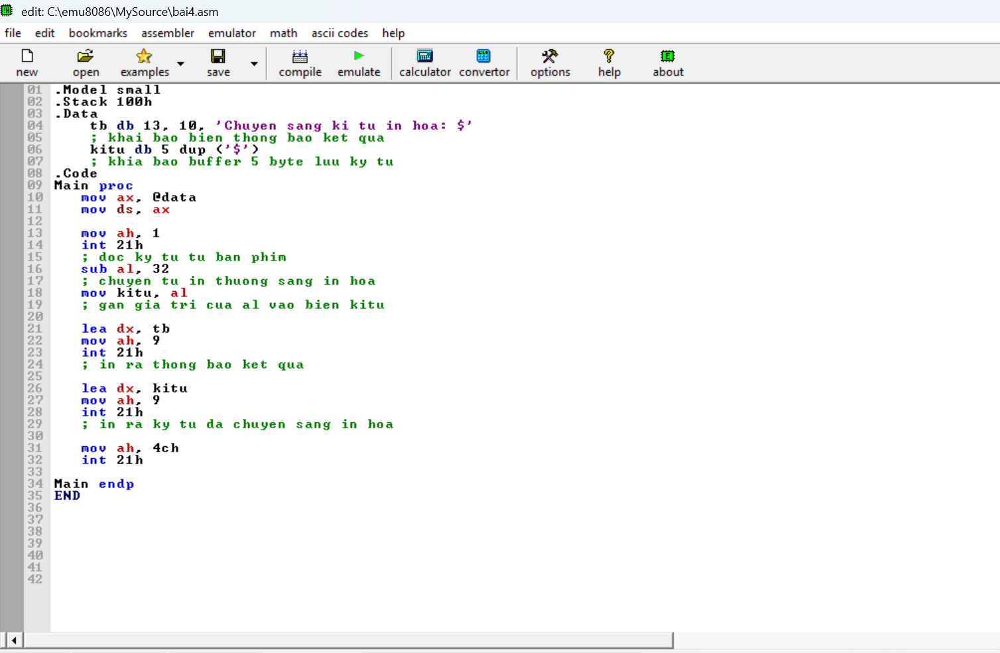 edit: C:\emu8086\MySource\bai4.asm
file edit bookmarks assembler emulator math ascii codes help
new open examples save compile emulate calculator convertor options help about
01 .Model small
02 .Stack 100h
03 .Data
04     tb db 13, 10, 'Chuyen sang ki tu in hoa: $'
05     ; khai bao bien thong bao ket qua
06     kitu db 5 dup ('$')
07     ; khia bao buffer 5 byte luu ky tu
08 .Code
09 Main proc
10    mov ax, @data
11    mov ds, ax
12
13    mov ah, 1
14    int 21h
15    ; doc ky tu tu ban phim
16    sub al, 32
17    ; chuyen tu in thuong sang in hoa
18    mov kitu, al
19    ; gan gia tri cua al vao bien kitu
20
21    lea dx, tb
22    mov ah, 9
23    int 21h
24    ; in ra thong bao ket qua
25
26    lea dx, kitu
27    mov ah, 9
28    int 21h
29    ; in ra ky tu da chuyen sang in hoa
30
31    mov ah, 4ch
32    int 21h
33
34 Main endp
35 END
36
37
38
39
40
41
42